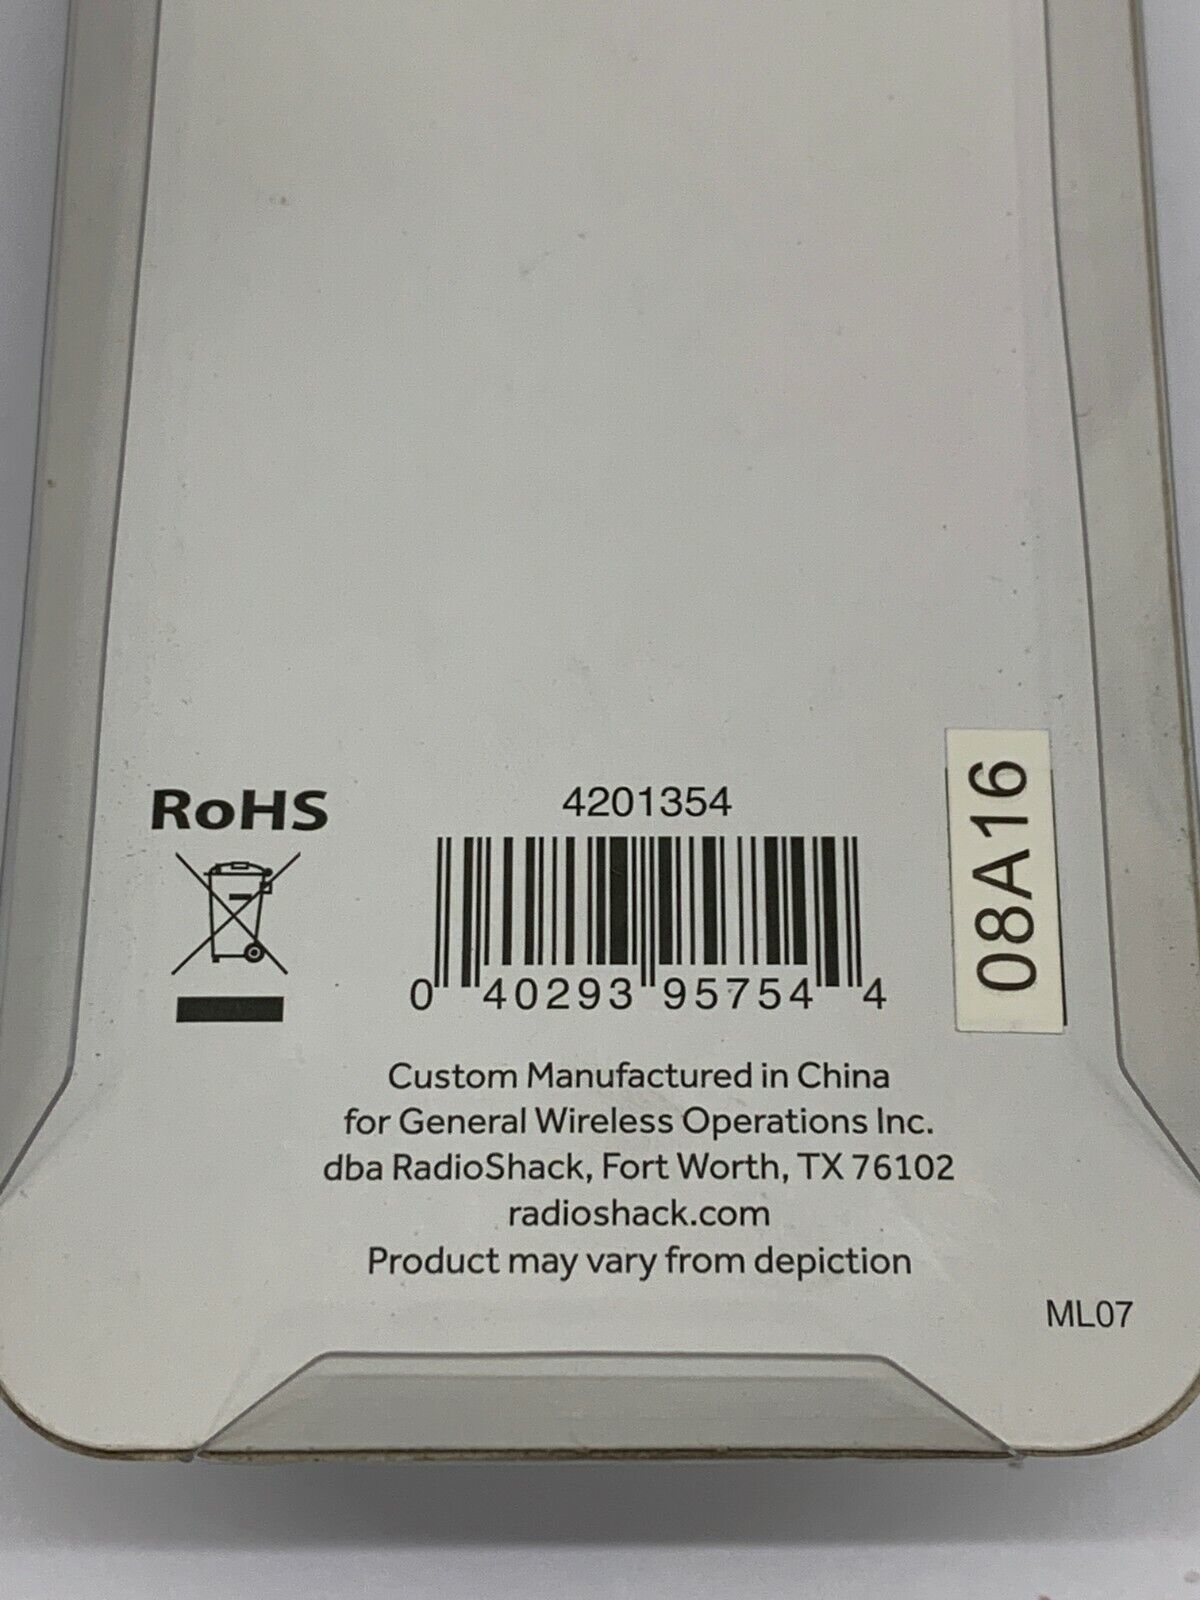 RoHS
4201354
0 40293 95754 4
08A16
Custom Manufactured in China
for General Wireless Operations Inc.
dba RadioShack, Fort Worth, TX 76102
radioshack.com
Product may vary from depiction
ML07